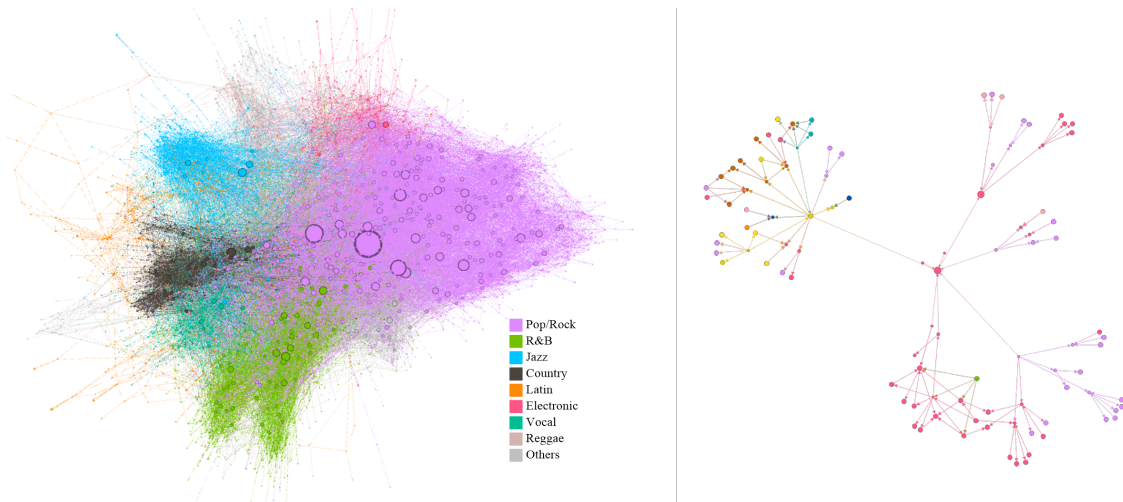 Pop/Rock
R&B
Jazz
Country
Latin
Electronic
Vocal
Reggae
Others